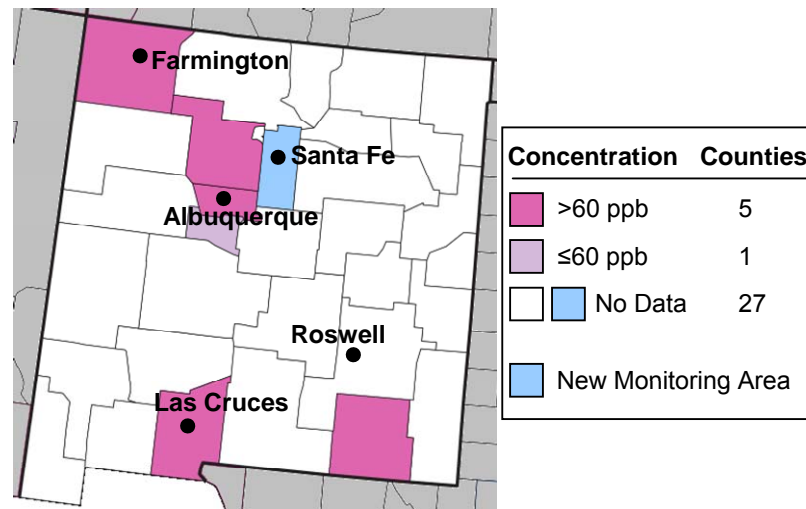 Farmington
Santa Fe
Albuquerque
Roswell
Las Cruces
Concentration Counties
>60 ppb 5
≤60 ppb 1
No Data 27
New Monitoring Area